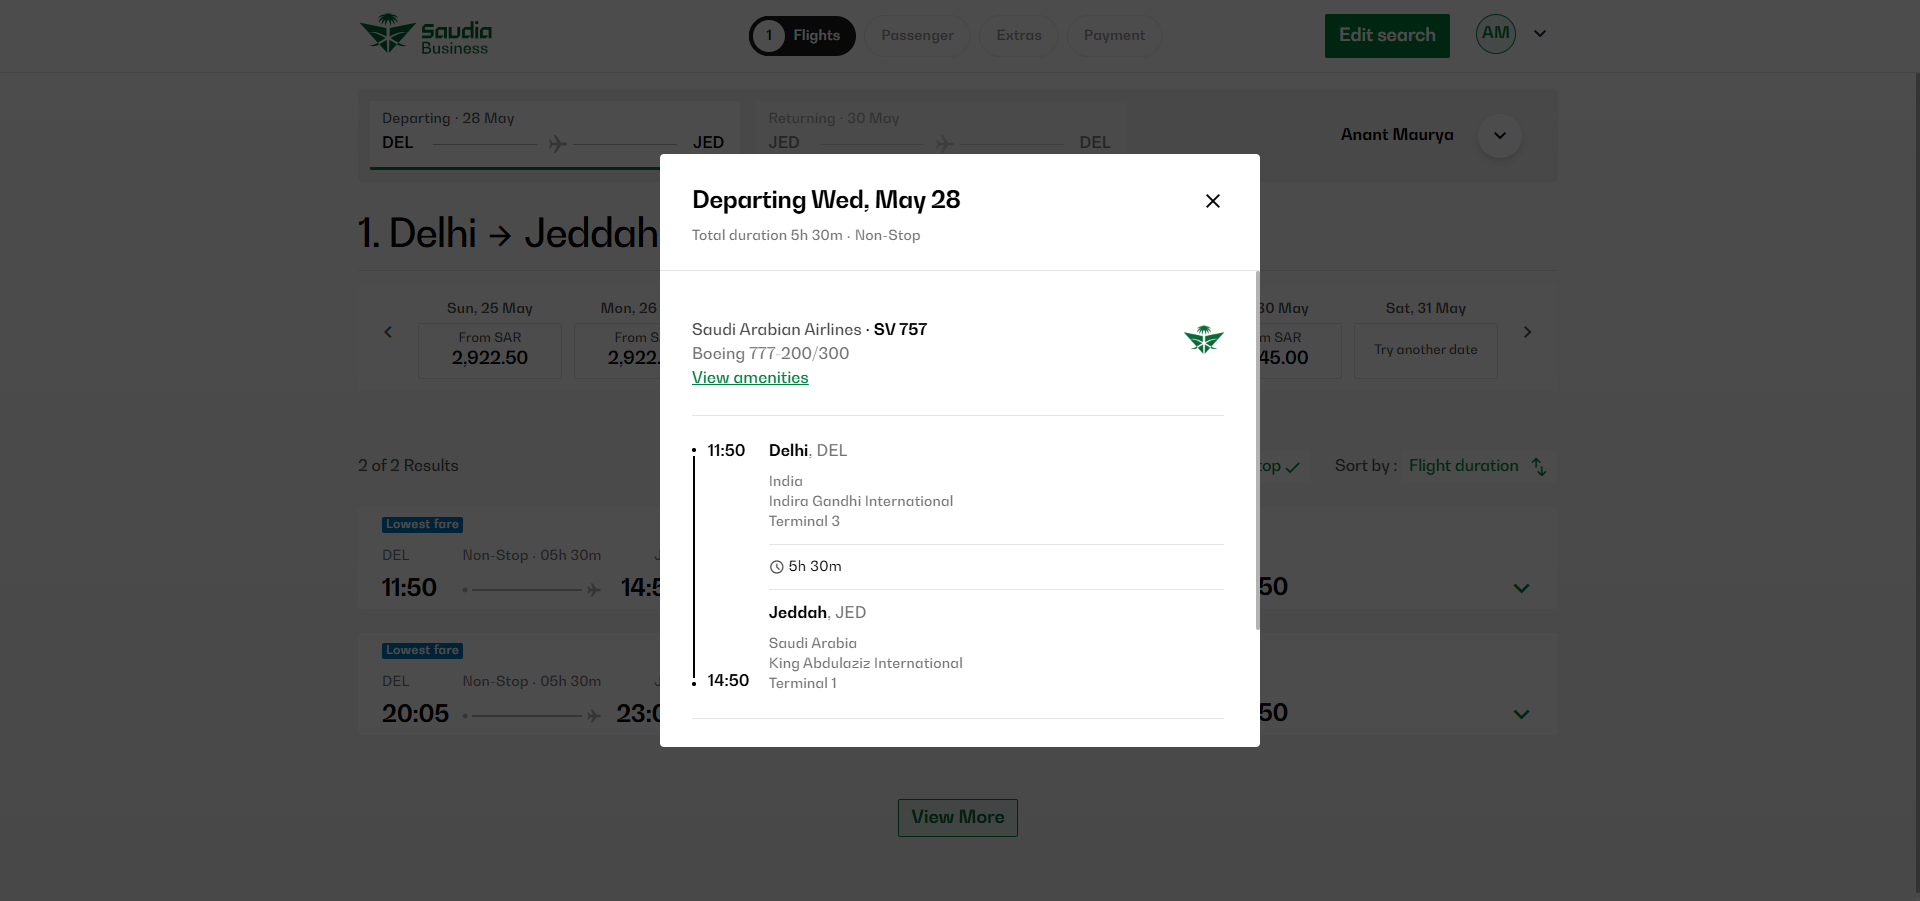 Saudia
Business
1 Flights
Passenger
Extras
Payment
Edit search
AM
Departing · 28 May
DEL JED
Returning · 30 May
JED DEL
Anant Maurya
1. Delhi → Jeddah
Sun, 25 May
From SAR
2,922.50
Mon, 26
From S
2,922.
30 May
m SAR
45.00
Sat, 31 May
Try another date
2 of 2 Results
Sort by : Flight duration
Lowest fare
DEL Non-Stop · 05h 30m
11:50 14:5
50
Lowest fare
DEL Non-Stop · 05h 30m
20:05 23:0
50
View More
Departing Wed, May 28
Total duration 5h 30m · Non-Stop
Saudi Arabian Airlines · SV 757
Boeing 777-200/300
View amenities
11:50 Delhi, DEL
India
Indira Gandhi International
Terminal 3
5h 30m
Jeddah, JED
Saudi Arabia
King Abdulaziz International
14:50 Terminal 1